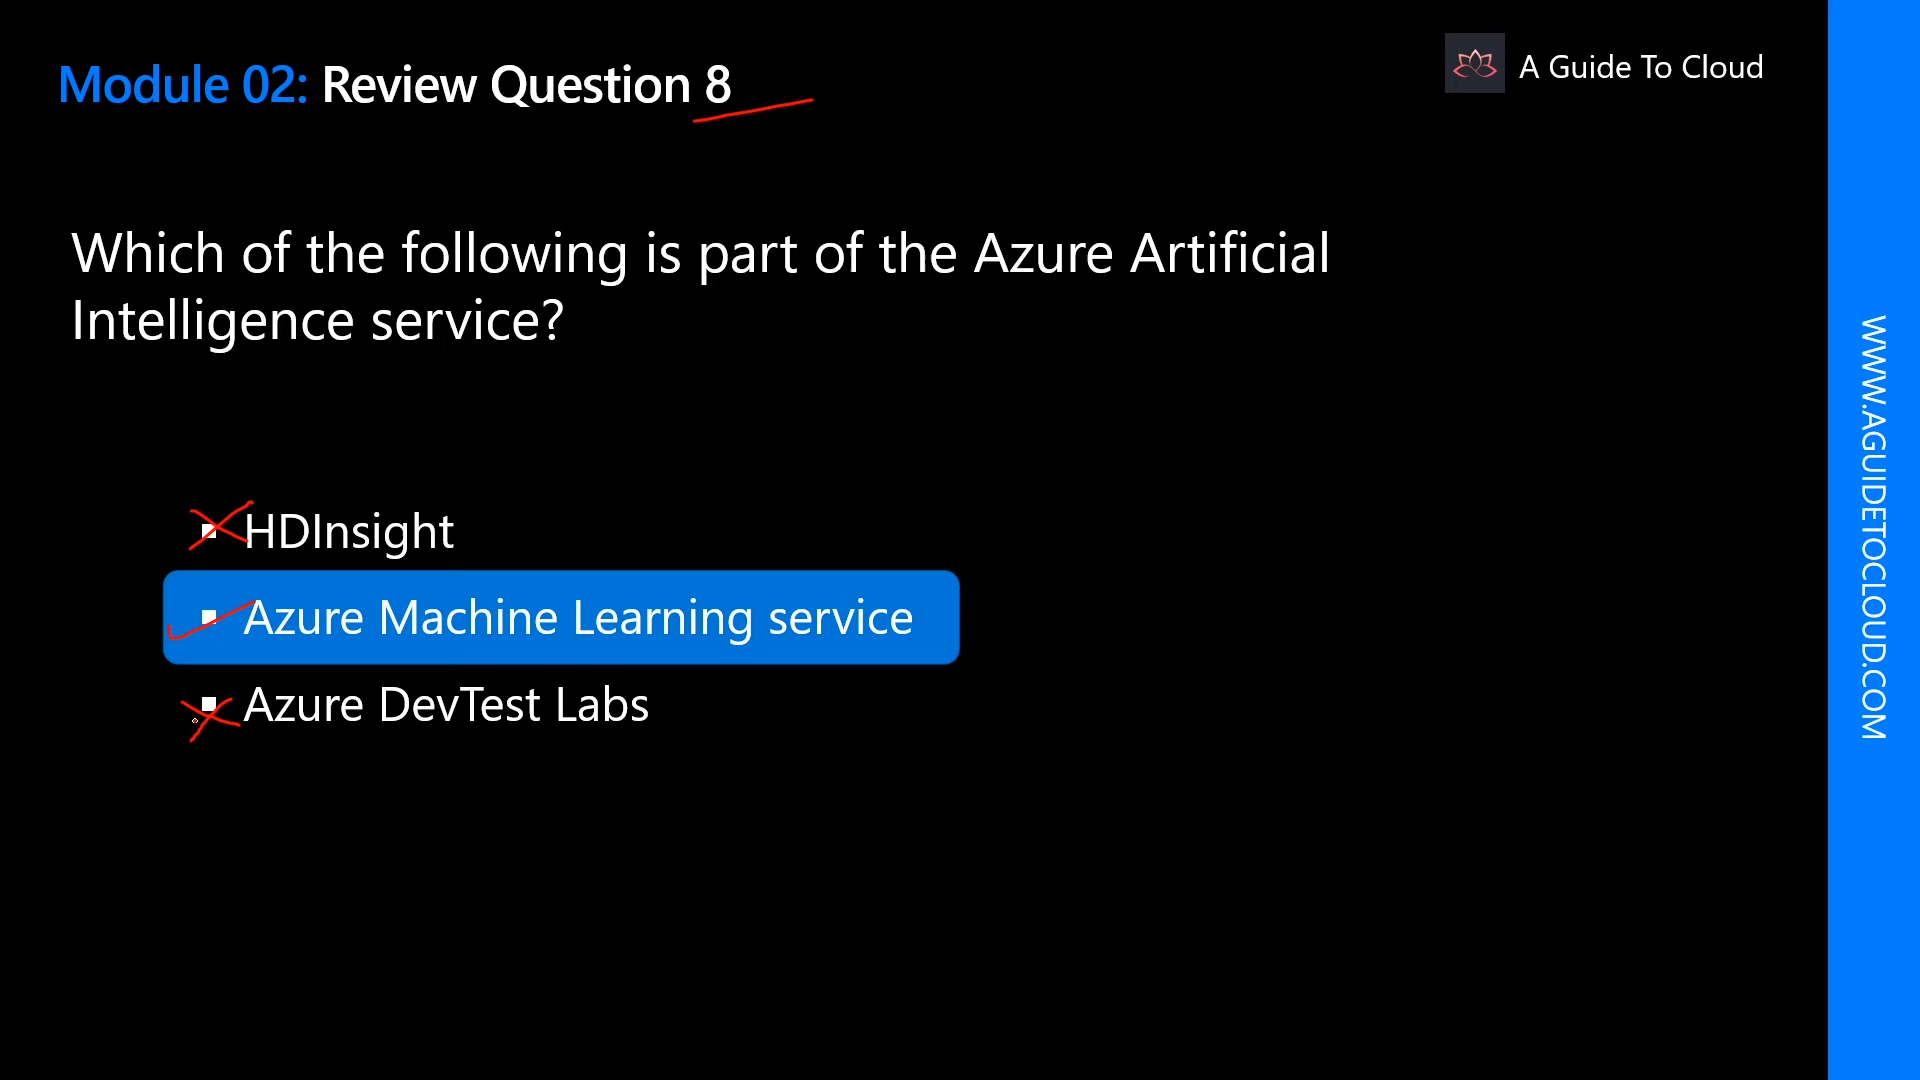 Module 02: Review Question 8
A Guide To Cloud
Which of the following is part of the Azure Artificial
Intelligence service?
▪ HDInsight
▪ Azure Machine Learning service
▪ Azure DevTest Labs
WWW.AGUIDETOCLOUD.COM